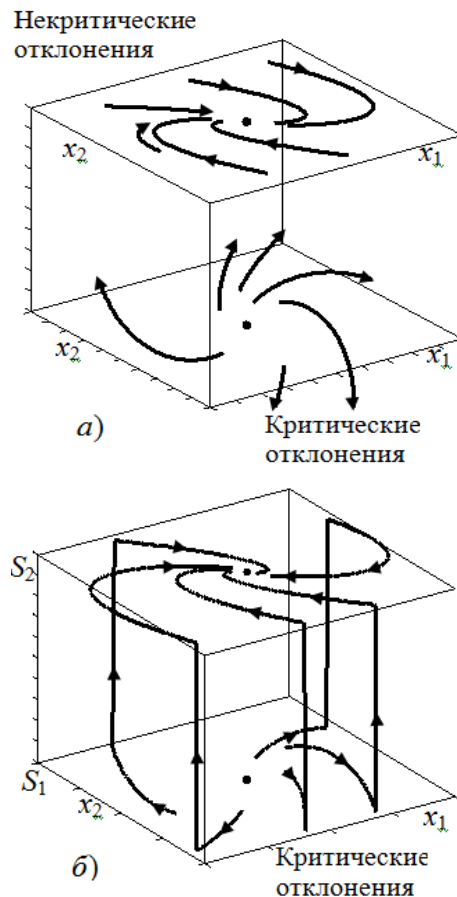 Некритические
отклонения
x₂
x₁
x₂
x₁
а)
Критические
отклонения
S₂
S₁
x₂
x₁
б)
Критические
отклонения